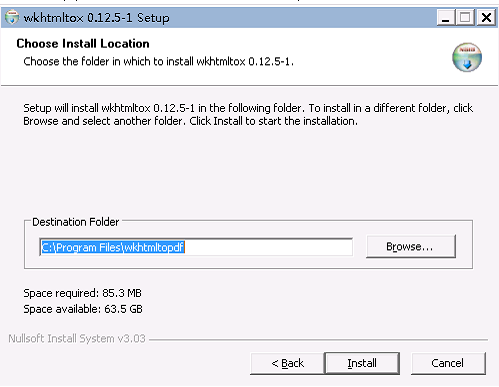 wkhtmltox 0.12.5-1 Setup
Choose Install Location
Choose the folder in which to install wkhtmltox 0.12.5-1.
Setup will install wkhtmltox 0.12.5-1 in the following folder. To install in a different folder, click
Browse and select another folder. Click Install to start the installation.
Destination Folder
C:\Program Files\wkhtmltopdf
Browse...
Space required: 85.3 MB
Space available: 63.5 GB
Nullsoft Install System v3.03
< Back Install Cancel